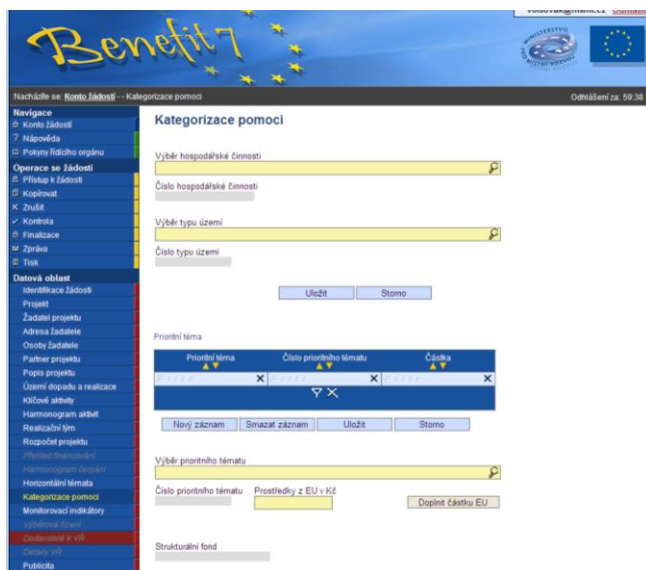 Benefit7
MINISTERSTVO
PRO MÍSTNÍ ROZVOJ
Nacházíte se: Konto žádostí - - Kategorizace pomoci
Odhlášení za: 59:38
Navigace
Konto žádostí
? Nápověda
Pokyny řídícího orgánu
Operace se žádostí
Přístup k žádosti
Kopírovat
Zrušit
Kontrola
Finalizace
Zpráva
Tisk
Datová oblast
Identifikace žádosti
Projekt
Žadatel projektu
Adresa žadatele
Osoby žadatele
Partner projektu
Popis projektu
Území dopadu a realizace
Klíčové aktivity
Harmonogram aktivit
Realizační tým
Rozpočet projektu
Přehled financování
Harmonogram čerpání
Horizontální témata
Kategorizace pomoci
Monitorovací indikátory
Výběrová řízení
Dodavatelé k VŘ
Detaily VŘ
Publicita
Kategorizace pomoci
Výběr hospodářské činnosti
Číslo hospodářské činnosti
Výběr typu území
Číslo typu území
Uložit Storno
Prioritní téma
Prioritní téma Číslo prioritního tématu Částka
Nový záznam Smazat záznam Uložit Storno
Výběr prioritního tématu
Číslo prioritního tématu Prostředky z EU v Kč
Doplnit částku EU
Strukturální fond